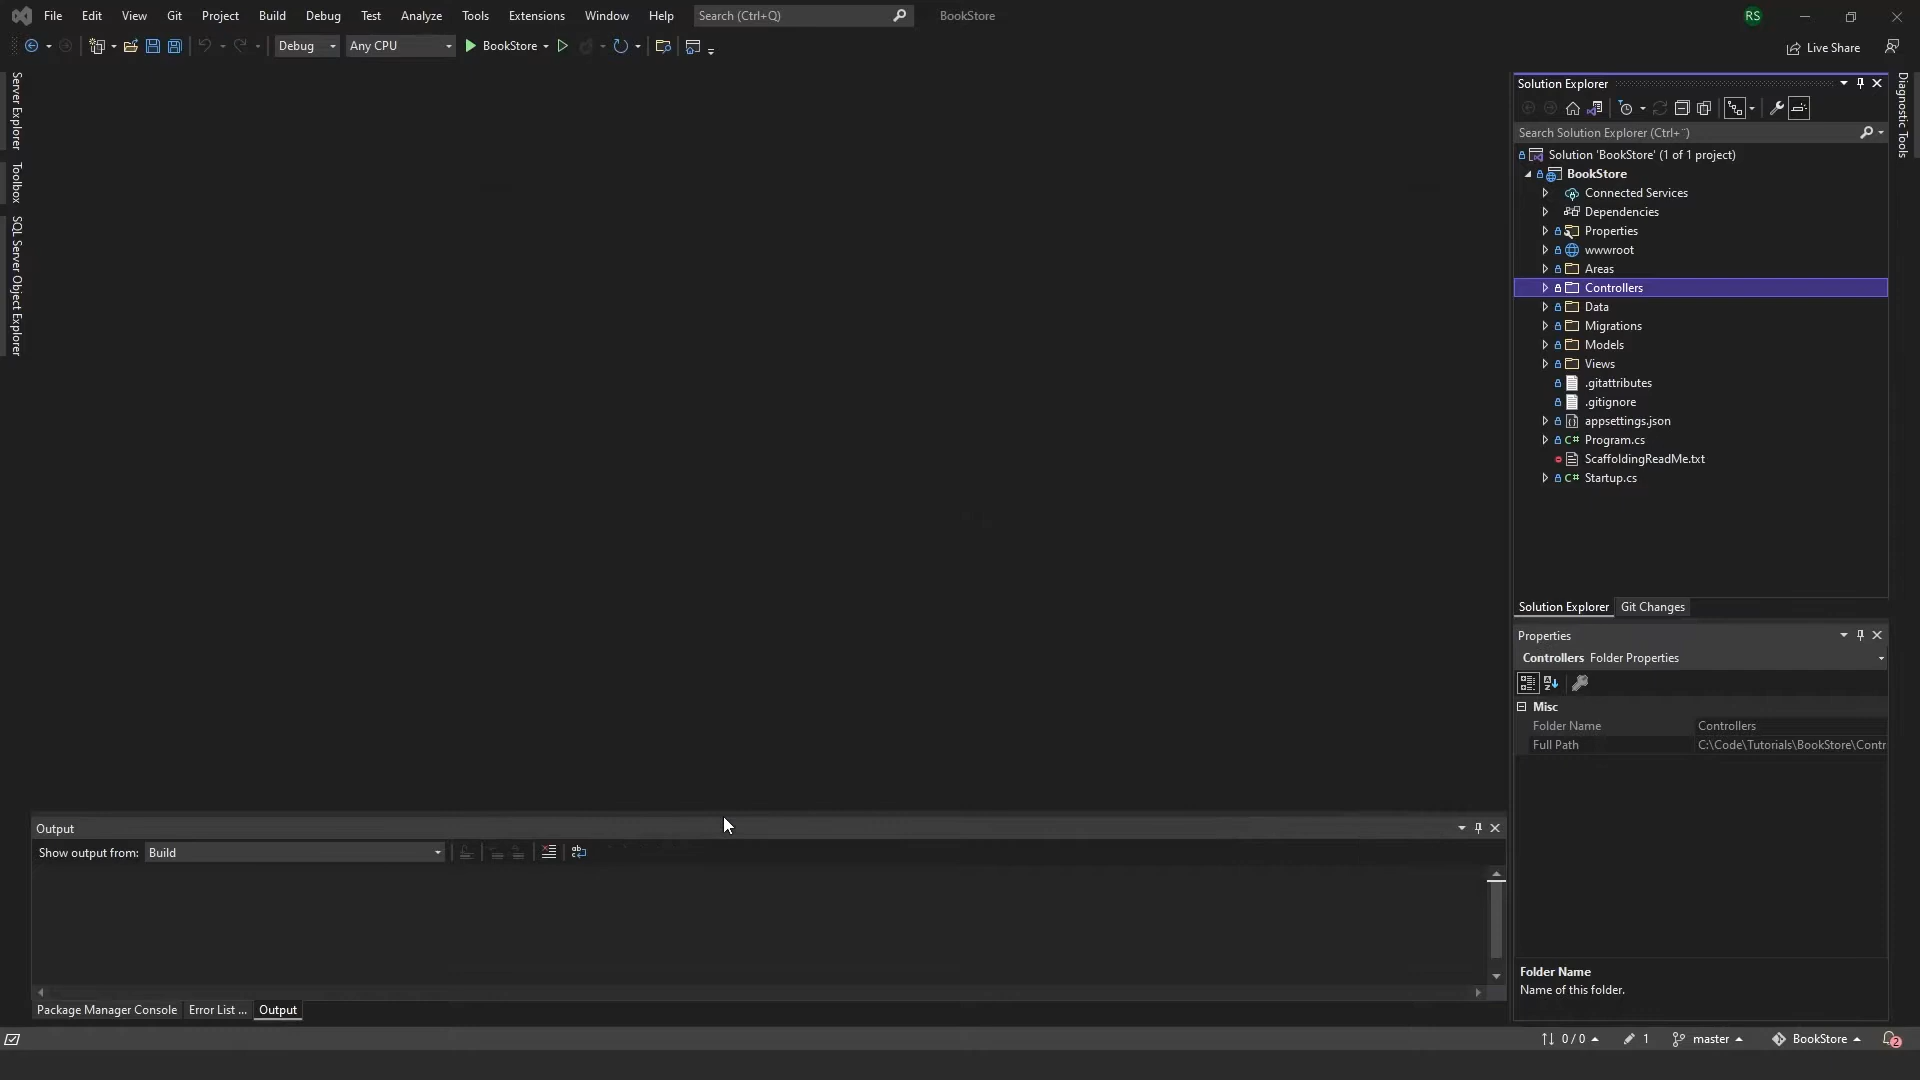 File Edit View Git Project Build Debug Test Analyze Tools Extensions Window Help Search (Ctrl+Q) BookStore RS
Debug Any CPU BookStore Live Share
Server Explorer
Toolbox
SQL Server Object Explorer
Solution Explorer
Search Solution Explorer (Ctrl+¨)
Solution 'BookStore' (1 of 1 project)
BookStore
Connected Services
Dependencies
Properties
wwwroot
Areas
Controllers
Data
Migrations
Models
Views
.gitattributes
.gitignore
appsettings.json
C# Program.cs
ScaffoldingReadMe.txt
C# Startup.cs
Solution Explorer Git Changes
Diagnostic Tools
Properties
Controllers Folder Properties
Misc
Folder Name Controllers
Full Path C:\Code\Tutorials\BookStore\Contr
Folder Name
Name of this folder.
Output
Show output from: Build
Package Manager Console Error List ... Output
0 / 0 1 master BookStore 2